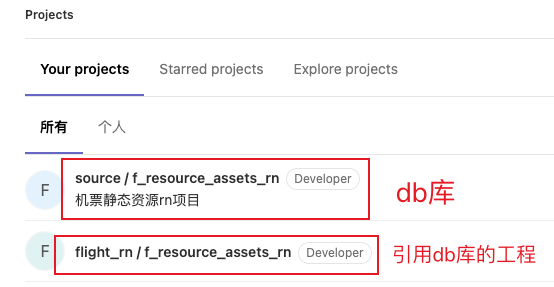 Projects
Your projects Starred projects Explore projects
所有 个人
F source / f_resource_assets_rn Developer
机票静态资源rn项目
db库
F flight_rn / f_resource_assets_rn Developer
引用db库的工程